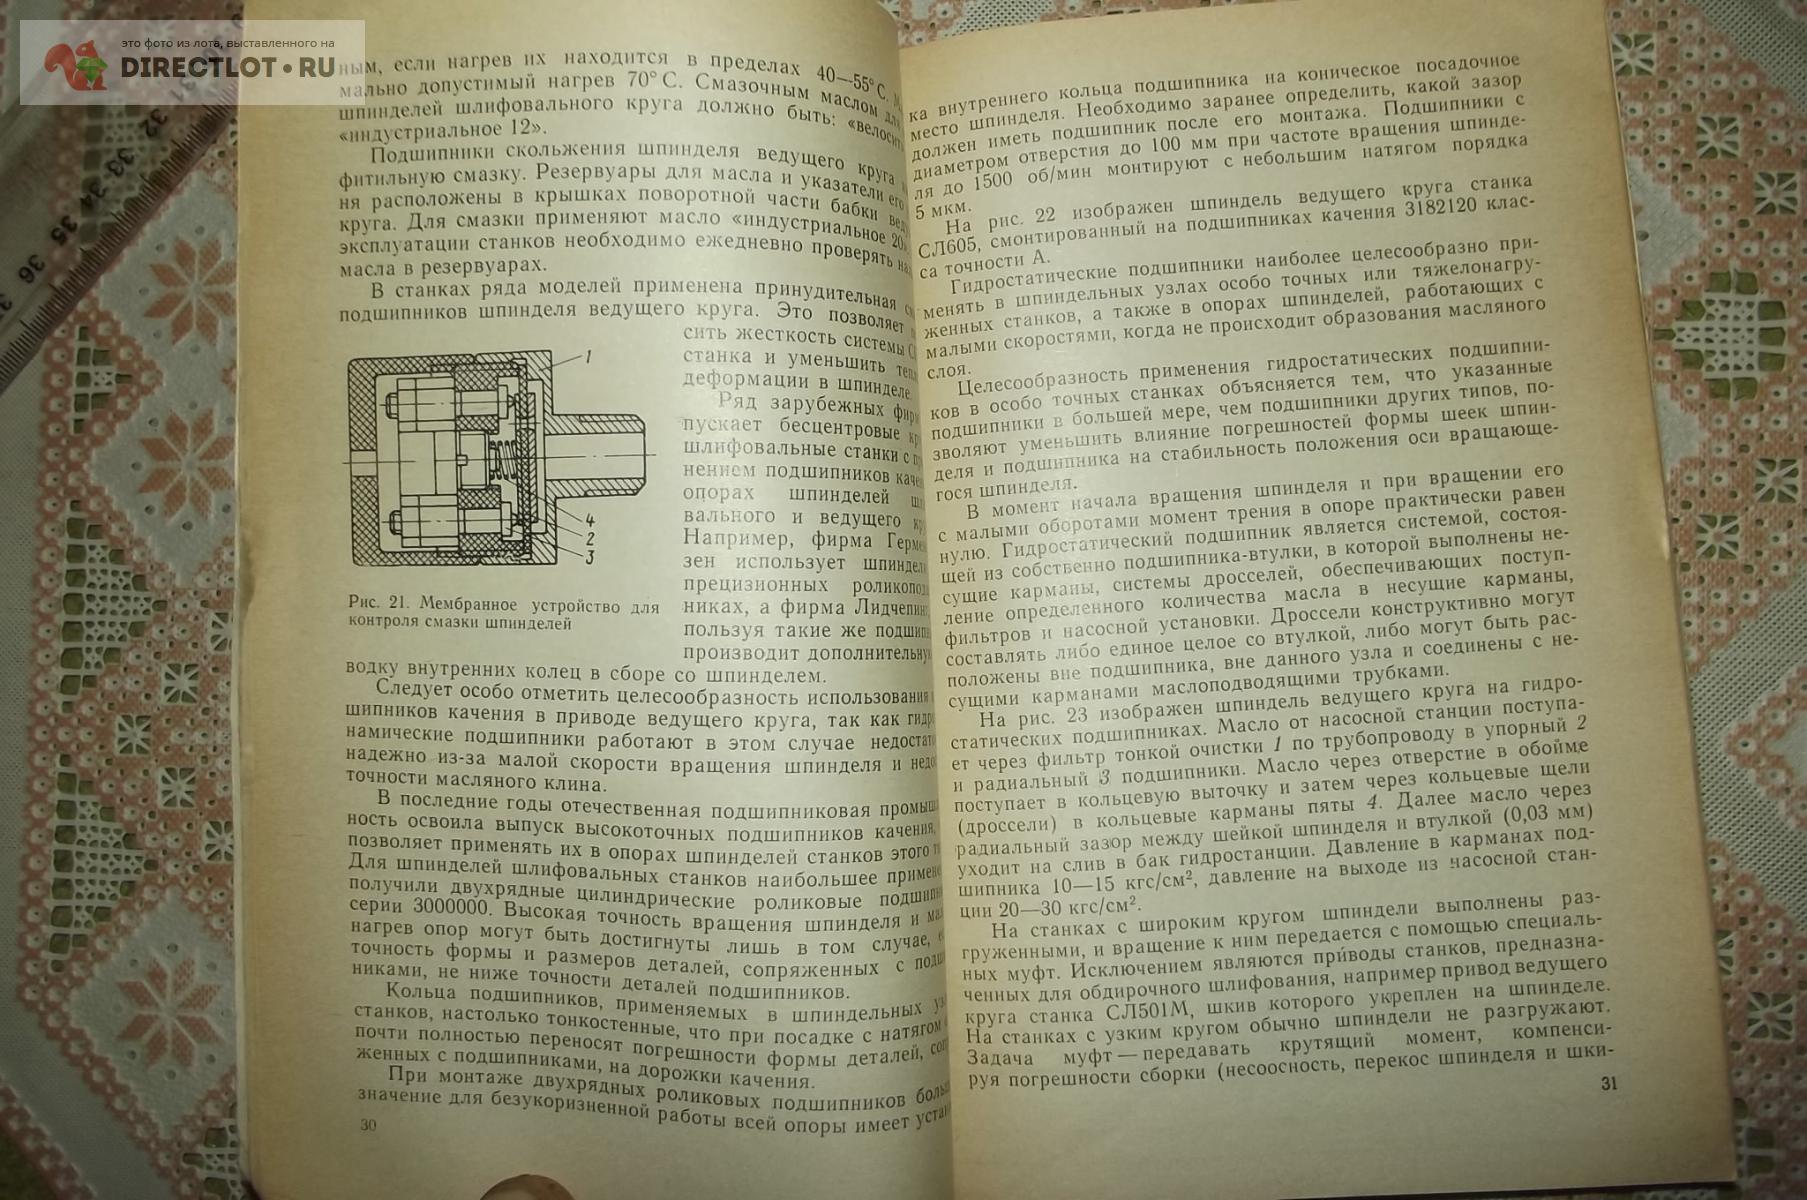 это фото из лота, выставленного на
DIRECTLOT•RU
31
32
33
34
35
36
ным, если нагрев их находится в пределах 40—55° С.
мально допустимый нагрев 70° С. Смазочным маслом для
шпинделей шлифовального круга должно быть:
«индустриальное 12».
Подшипники скольжения шпинделя ведущего круга
фитильную смазку. Резервуары для масла и указатели его
ня расположены в крышках поворотной части бабки
круга. Для смазки применяют масло «индустриальное 20».
эксплуатации станков необходимо ежедневно проверять
масла в резервуарах.
В станках ряда моделей применена принудительная
подшипников шпинделя ведущего круга. Это позволяет
сить жесткость системы
станка и уменьшить
деформации в шпинделе.
Ряд зарубежных
пускает бесцентровые
шлифовальные станки с
нением подшипников
опорах шпинделей
вального и ведущего
Например, фирма
зен использует
прецизионных
никах, а фирма
пользуя такие же
производит
1
4
2
3
Рис. 21. Мембранное устройство для
контроля смазки шпинделей
водку внутренних колец в сборе со шпинделем.
Следует особо отметить целесообразность использования
шипников качения в приводе ведущего круга, так как
намические подшипники работают в этом случае
надежно из-за малой скорости вращения шпинделя и
точности масляного клина.
В последние годы отечественная подшипниковая
ность освоила выпуск высокоточных подшипников качения,
позволяет применять их в опорах шпинделей станков этого
Для шпинделей шлифовальных станков наибольшее
получили двухрядные цилиндрические роликовые
серии 3000000. Высокая точность вращения шпинделя и
нагрев опор могут быть достигнуты лишь в том случае,
точность формы и размеров деталей, сопряженных с
никами, не ниже точности деталей подшипников.
Кольца подшипников, применяемых в шпиндельных
станков, настолько тонкостенные, что при посадке с натягом
почти полностью переносят погрешности формы деталей,
женных с подшипниками, на дорожки качения.
При монтаже двухрядных роликовых подшипников
значение для безукоризненной работы всей опоры имеет
30
ка внутреннего кольца подшипника на коническое посадочное
место шпинделя. Необходимо заранее определить, какой зазор
должен иметь подшипник после его монтажа. Подшипники с
диаметром отверстия до 100 мм при частоте вращения шпинде-
ля до 1500 об/мин монтируют с небольшим натягом порядка
5 мкм.
На рис. 22 изображен шпиндель ведущего круга станка
СЛ605, смонтированный на подшипниках качения 3182120 клас-
са точности А.
Гидростатические подшипники наиболее целесообразно при-
менять в шпиндельных узлах особо точных или тяжелонагру-
женных станков, а также в опорах шпинделей, работающих с
малыми скоростями, когда не происходит образования масляного
слоя.
Целесообразность применения гидростатических подшипни-
ков в особо точных станках объясняется тем, что указанные
подшипники в большей мере, чем подшипники других типов, по-
зволяют уменьшить влияние погрешностей формы шеек шпин-
деля и подшипника на стабильность положения оси вращающе-
гося шпинделя.
В момент начала вращения шпинделя и при вращении его
с малыми оборотами момент трения в опоре практически равен
нулю. Гидростатический подшипник является системой, состоя-
щей из собственно подшипника-втулки, в которой выполнены не-
сущие карманы, системы дросселей, обеспечивающих поступ-
ление определенного количества масла в несущие карманы,
фильтров и насосной установки. Дроссели конструктивно могут
составлять либо единое целое со втулкой, либо могут быть рас-
положены вне подшипника, вне данного узла и соединены с не-
сущими карманами маслоподводящими трубками.
На рис. 23 изображен шпиндель ведущего круга на гидро-
статических подшипниках. Масло от насосной станции поступа-
ет через фильтр тонкой очистки 1 по трубопроводу в упорный 2
и радиальный 3 подшипники. Масло через отверстие в обойме
поступает в кольцевую выточку и затем через кольцевые щели
(дроссели) в кольцевые карманы пяты 4. Далее масло через
радиальный зазор между шейкой шпинделя и втулкой (0,03 мм)
уходит на слив в бак гидростанции. Давление в карманах под-
шипника 10—15 кгс/см², давление на выходе из насосной стан-
ции 20—30 кгс/см².
На станках с широким кругом шпиндели выполнены раз-
груженными, и вращение к ним передается с помощью специаль-
ных муфт. Исключением являются приводы станков, предназна-
ченных для обдирочного шлифования, например привод ведущего
круга станка СЛ501М, шкив которого укреплен на шпинделе.
На станках с узким кругом обычно шпиндели не разгружают.
Задача муфт — передавать крутящий момент, компенси-
руя погрешности сборки (несоосность, перекос шпинделя и шки-
31